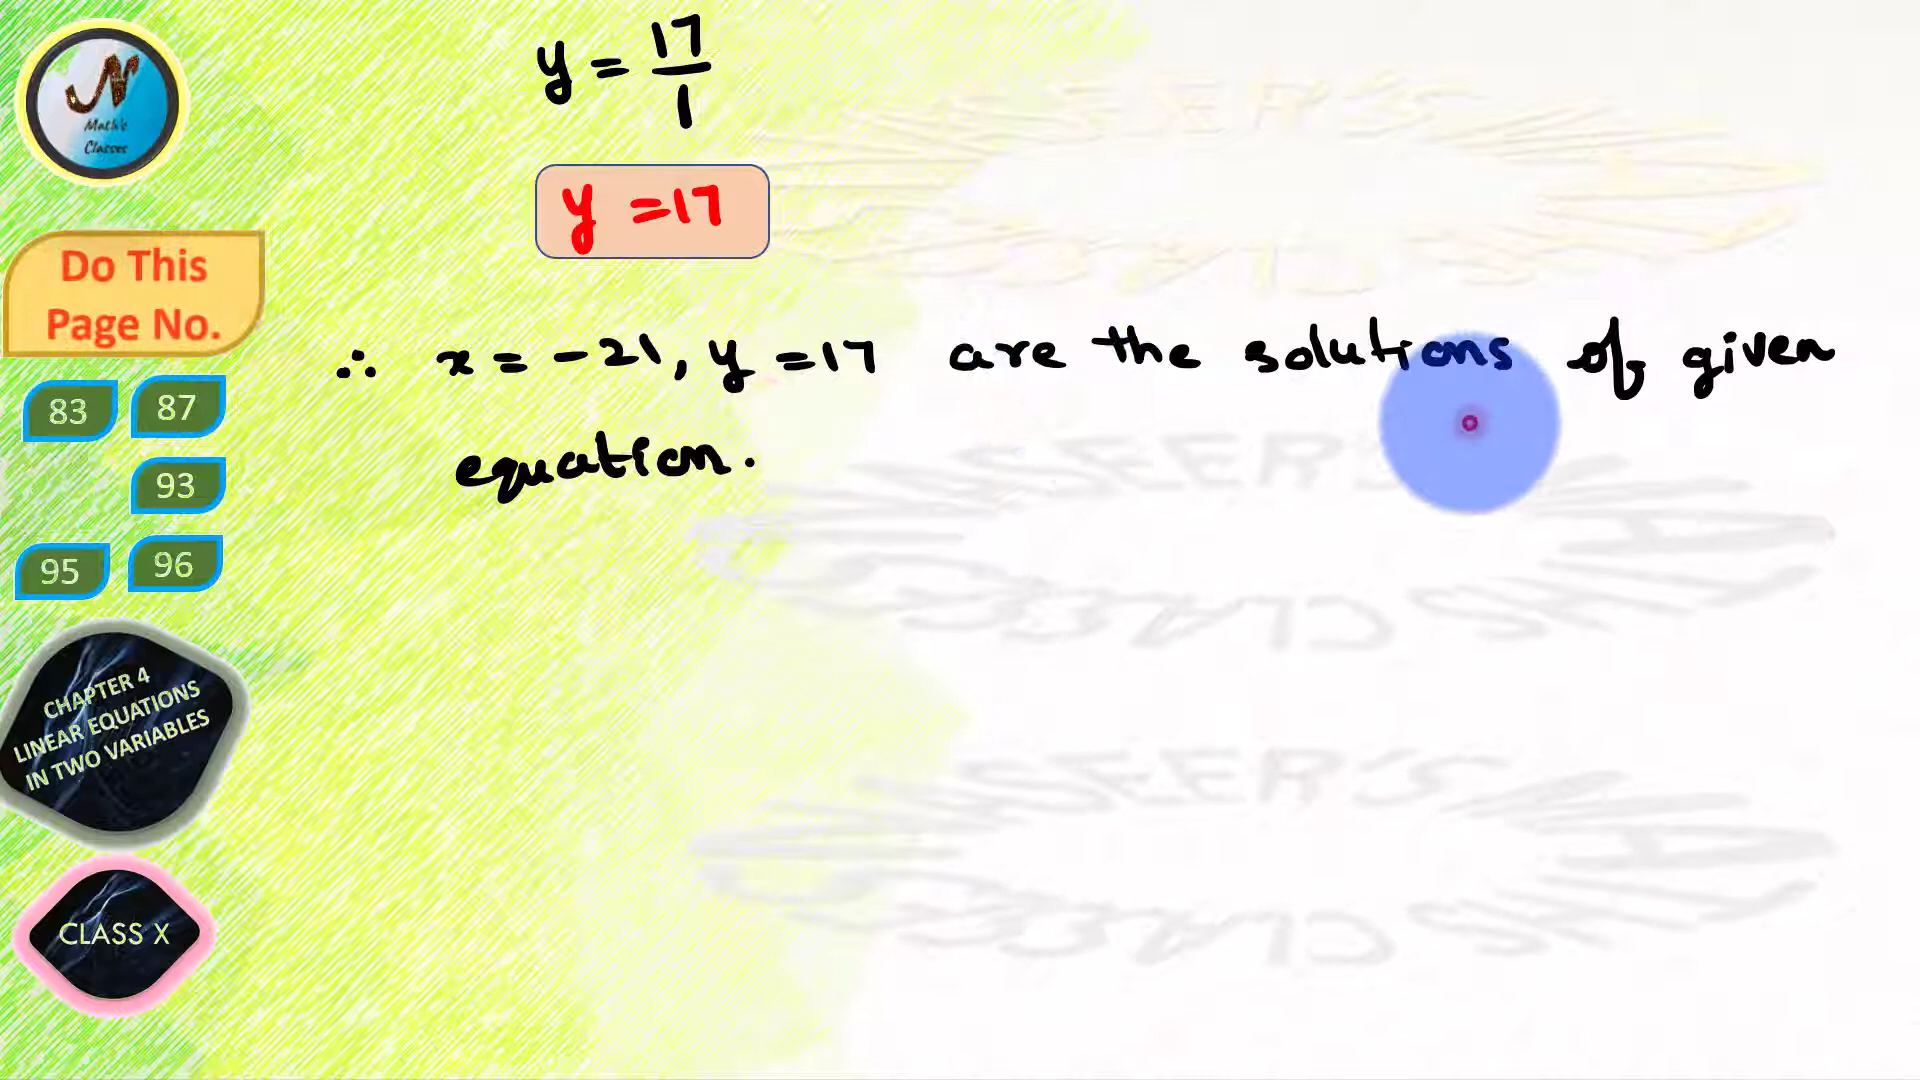 N
Math's
Classes
y = 17/1
y = 17
Do This
Page No.
83 87
93
95 96
∴ x = -21, y = 17 are the solutions of given
equation.
CHAPTER 4
LINEAR EQUATIONS
IN TWO VARIABLES
CLASS X